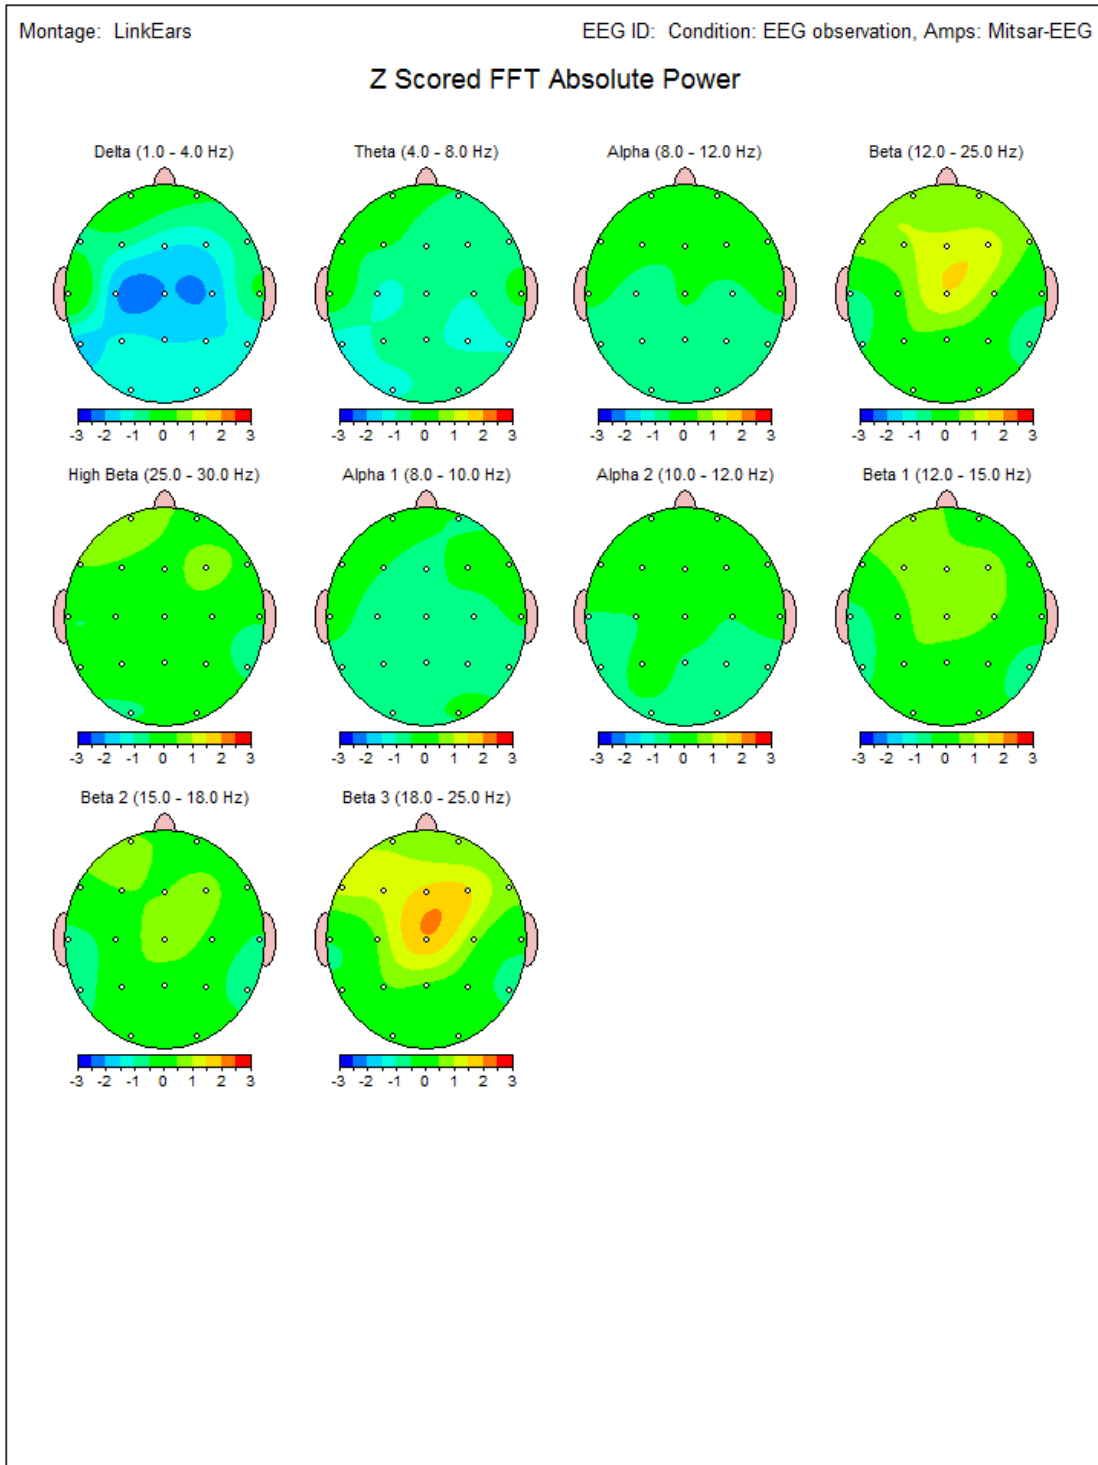 Montage: LinkEars
EEG ID: Condition: EEG observation, Amps: Mitsar-EEG
Z Scored FFT Absolute Power
Delta (1.0 - 4.0 Hz)
Theta (4.0 - 8.0 Hz)
Alpha (8.0 - 12.0 Hz)
Beta (12.0 - 25.0 Hz)
-3 -2 -1 0 1 2 3
-3 -2 -1 0 1 2 3
-3 -2 -1 0 1 2 3
-3 -2 -1 0 1 2 3
High Beta (25.0 - 30.0 Hz)
Alpha 1 (8.0 - 10.0 Hz)
Alpha 2 (10.0 - 12.0 Hz)
Beta 1 (12.0 - 15.0 Hz)
-3 -2 -1 0 1 2 3
-3 -2 -1 0 1 2 3
-3 -2 -1 0 1 2 3
-3 -2 -1 0 1 2 3
Beta 2 (15.0 - 18.0 Hz)
Beta 3 (18.0 - 25.0 Hz)
-3 -2 -1 0 1 2 3
-3 -2 -1 0 1 2 3